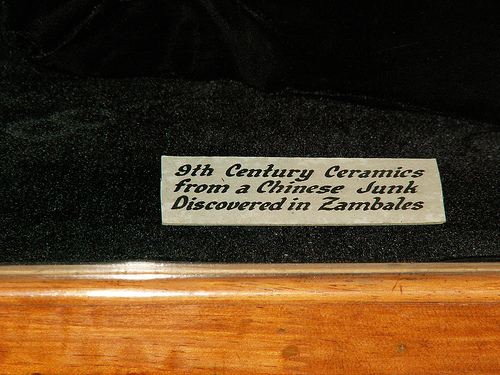 9th Century Ceramics
from a Chinese Junk
Discovered in Zambales